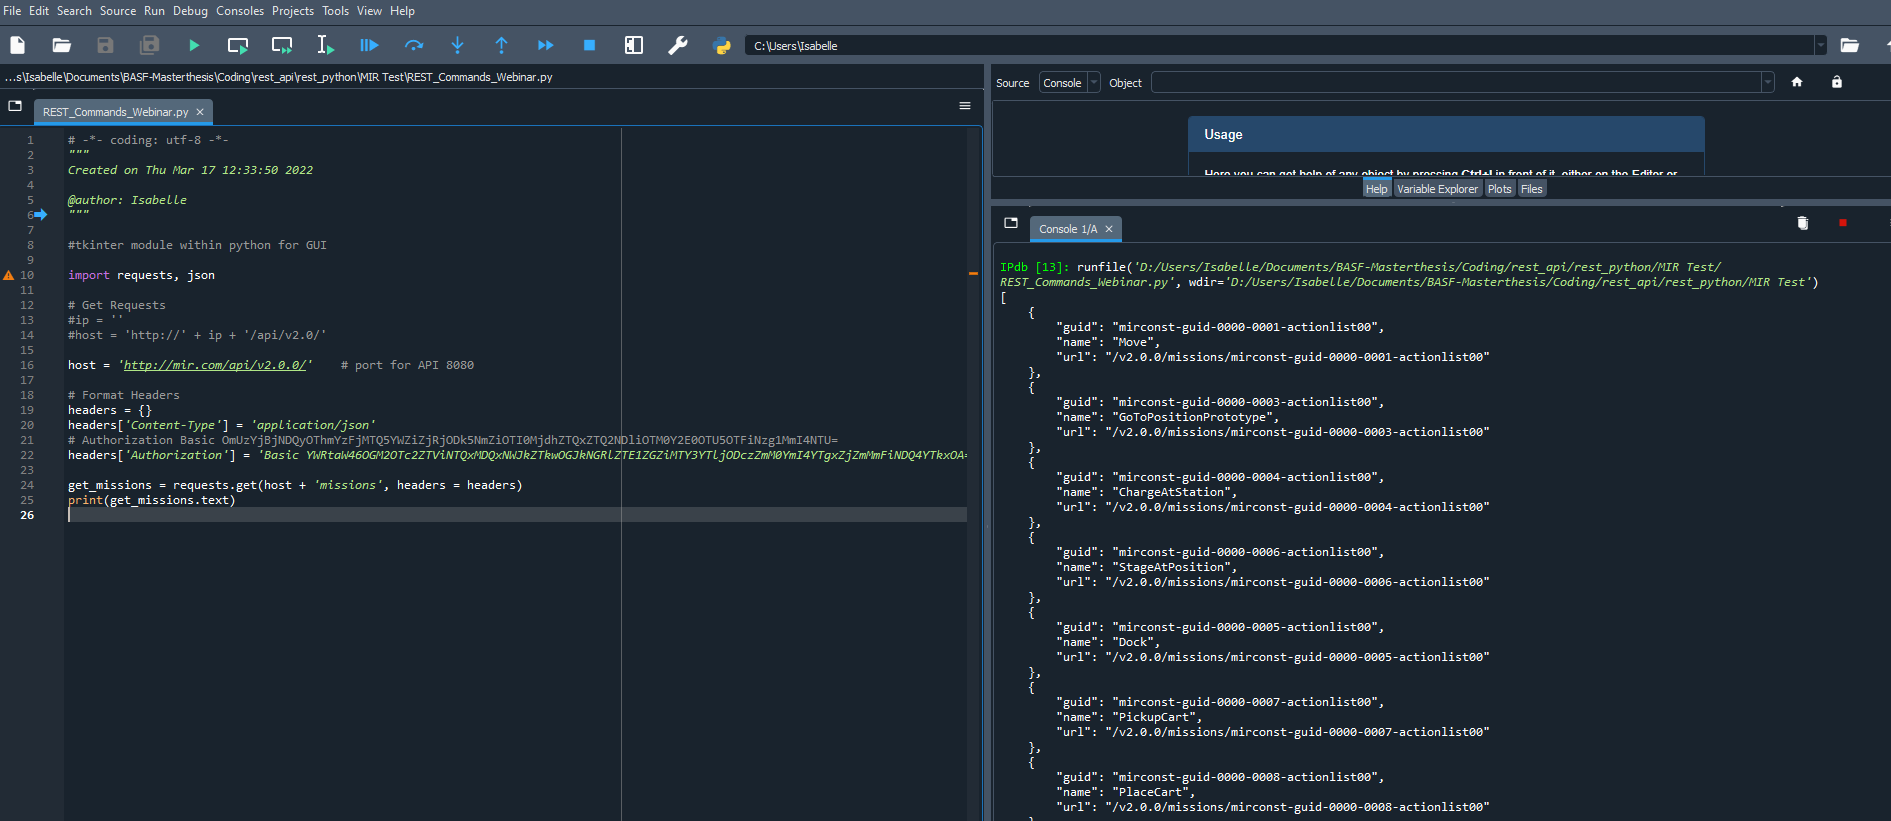 File Edit Search Source Run Debug Consoles Projects Tools View Help
C:\Users\Isabelle
...s\Isabelle\Documents\BASF-Masterthesis\Coding\rest_api\rest_python\MIR Test\REST_Commands_Webinar.py
REST_Commands_Webinar.py
1 # -*- coding: utf-8 -*-
2 """
3 Created on Thu Mar 17 12:33:50 2022
4
5 @author: Isabelle
6 """
7
8 #tkinter module within python for GUI
9
10 import requests, json
11
12 # Get Requests
13 #ip = ''
14 #host = 'http://' + ip + '/api/v2.0/'
15
16 host = 'http://mir.com/api/v2.0.0/' # port for API 8080
17
18 # Format Headers
19 headers = {}
20 headers['Content-Type'] = 'application/json'
21 # Authorization Basic
22 headers['Authorization'] = 'Basic
23
24 get_missions = requests.get(host + 'missions', headers = headers)
25 print(get_missions.text)
26
Source Console Object
Usage
Here you can get help of any object by pressing Ctrl+I in front of it, either on the Editor or
Help Variable Explorer Plots Files
Console 1/A
IPdb [13]: runfile('D:/Users/Isabelle/Documents/BASF-Masterthesis/Coding/rest_api/rest_python/MIR Test/
REST_Commands_Webinar.py', wdir='D:/Users/Isabelle/Documents/BASF-Masterthesis/Coding/rest_api/rest_python/MIR Test')
[
{
"guid": "mirconst-guid-0000-0001-actionlist00",
"name": "Move",
"url": "/v2.0.0/missions/mirconst-guid-0000-0001-actionlist00"
},
{
"guid": "mirconst-guid-0000-0003-actionlist00",
"name": "GoToPositionPrototype",
"url": "/v2.0.0/missions/mirconst-guid-0000-0003-actionlist00"
},
{
"guid": "mirconst-guid-0000-0004-actionlist00",
"name": "ChargeAtStation",
"url": "/v2.0.0/missions/mirconst-guid-0000-0004-actionlist00"
},
{
"guid": "mirconst-guid-0000-0006-actionlist00",
"name": "StageAtPosition",
"url": "/v2.0.0/missions/mirconst-guid-0000-0006-actionlist00"
},
{
"guid": "mirconst-guid-0000-0005-actionlist00",
"name": "Dock",
"url": "/v2.0.0/missions/mirconst-guid-0000-0005-actionlist00"
},
{
"guid": "mirconst-guid-0000-0007-actionlist00",
"name": "PickupCart",
"url": "/v2.0.0/missions/mirconst-guid-0000-0007-actionlist00"
},
{
"guid": "mirconst-guid-0000-0008-actionlist00",
"name": "PlaceCart",
"url": "/v2.0.0/missions/mirconst-guid-0000-0008-actionlist00"